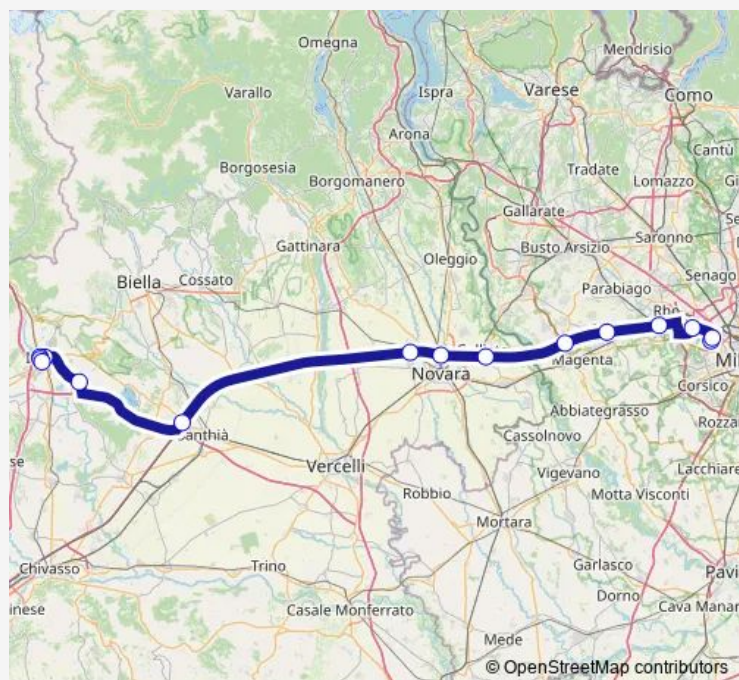 Omegna
Mendrisio
Ispra
Varese
Como
Varallo
Arona
Cantù
Borgosesia
Borgomanero
Tradate
Lomazzo
Gallarate
Gattinara
Saronno
Busto Arsizio
Oleggio
Senago
Biella
Cossato
Parabiago
Rho
Magenta
Novara
Corsico
Abbiategrasso
Santhià
Cassolnovo
Vercelli
Vigevano
Robbio
Motta Visconti
Mortara
Chivasso
Trino
Garlasco
Dorno
Casale Monferrato
Cava Manar
Mede
© OpenStreetMap contributors